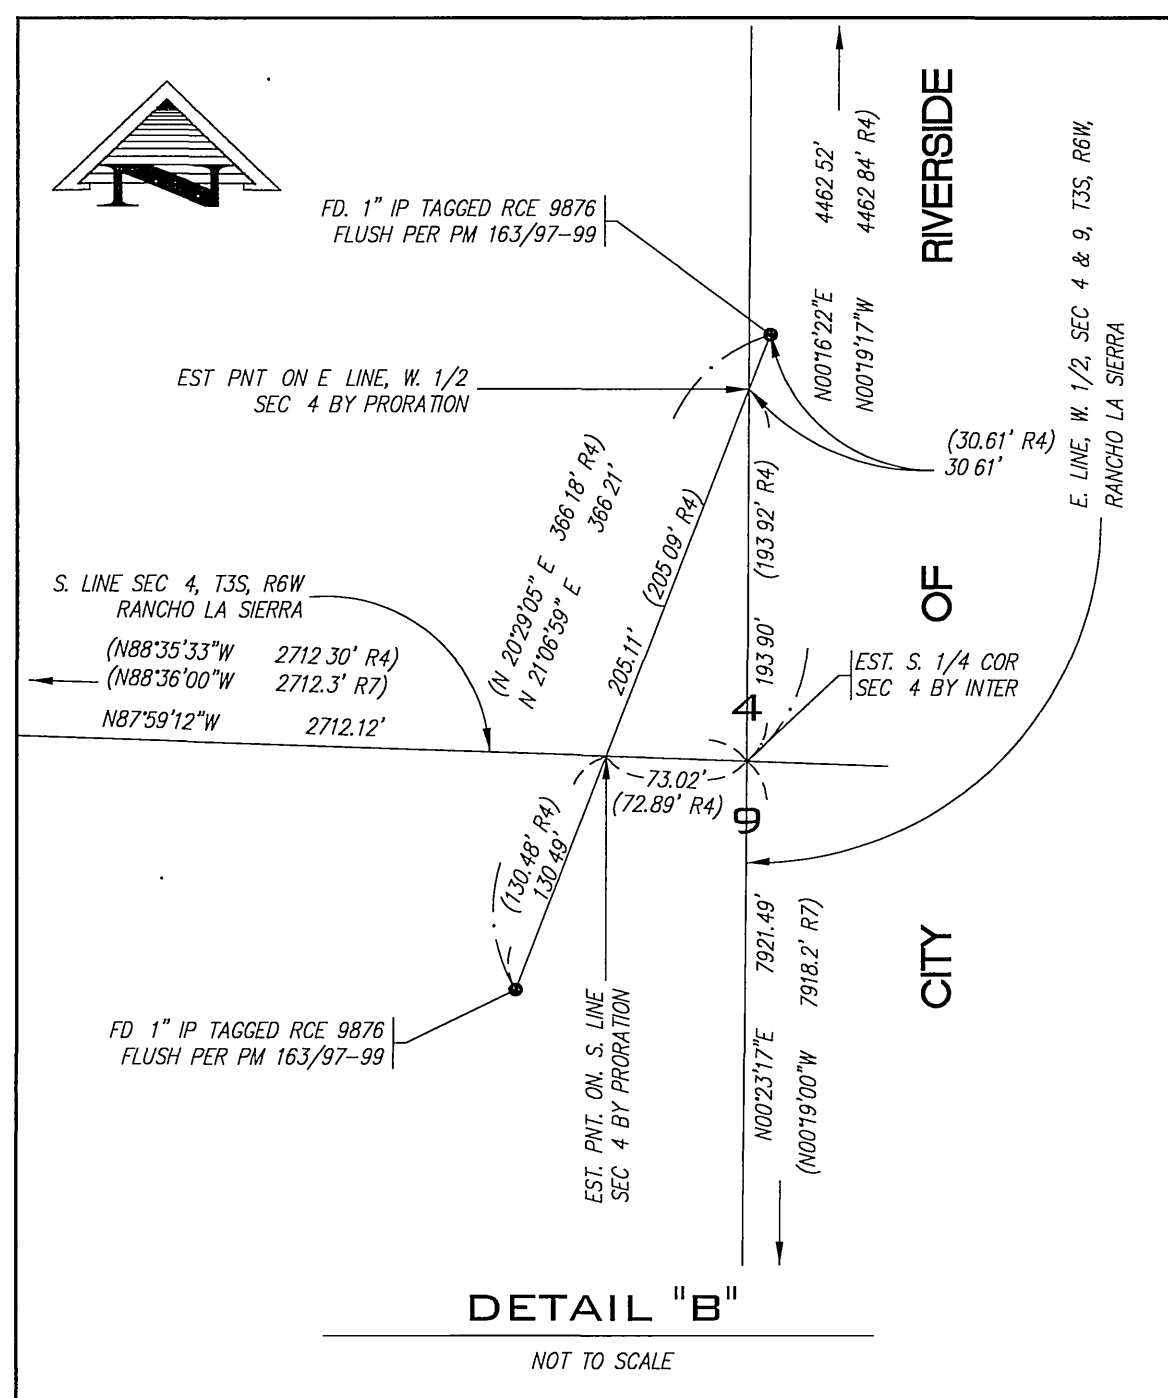 FD. 1" IP TAGGED RCE 9876
FLUSH PER PM 163/97-99
4462 52'
4462 84' R4)
N00°16'22"E
N00°19'17"W
RIVERSIDE
E. LINE, W. 1/2, SEC 4 & 9, T3S, R6W,
RANCHO LA SIERRA
EST PNT ON E LINE, W. 1/2
SEC 4 BY PRORATION
(30.61' R4)
30 61'
(N 20°29'05" E 366 18' R4)
N 21°06'59" E 366 21'
(205 09' R4)
205.11'
(193 92' R4)
193 90'
S. LINE SEC 4, T3S, R6W
RANCHO LA SIERRA
(N88°35'33"W 2712 30' R4)
(N88°36'00"W 2712.3' R7)
N87°59'12"W 2712.12'
OF
EST. S. 1/4 COR
SEC 4 BY INTER
4
73.02'
(72.89' R4)
9
(130.48' R4)
130 49'
7921.49'
7918.2' R7)
N00°23'17"E
(N00°19'00"W
CITY
FD 1" IP TAGGED RCE 9876
FLUSH PER PM 163/97-99
EST. PNT. ON. S. LINE
SEC 4 BY PRORATION
DETAIL "B"
NOT TO SCALE